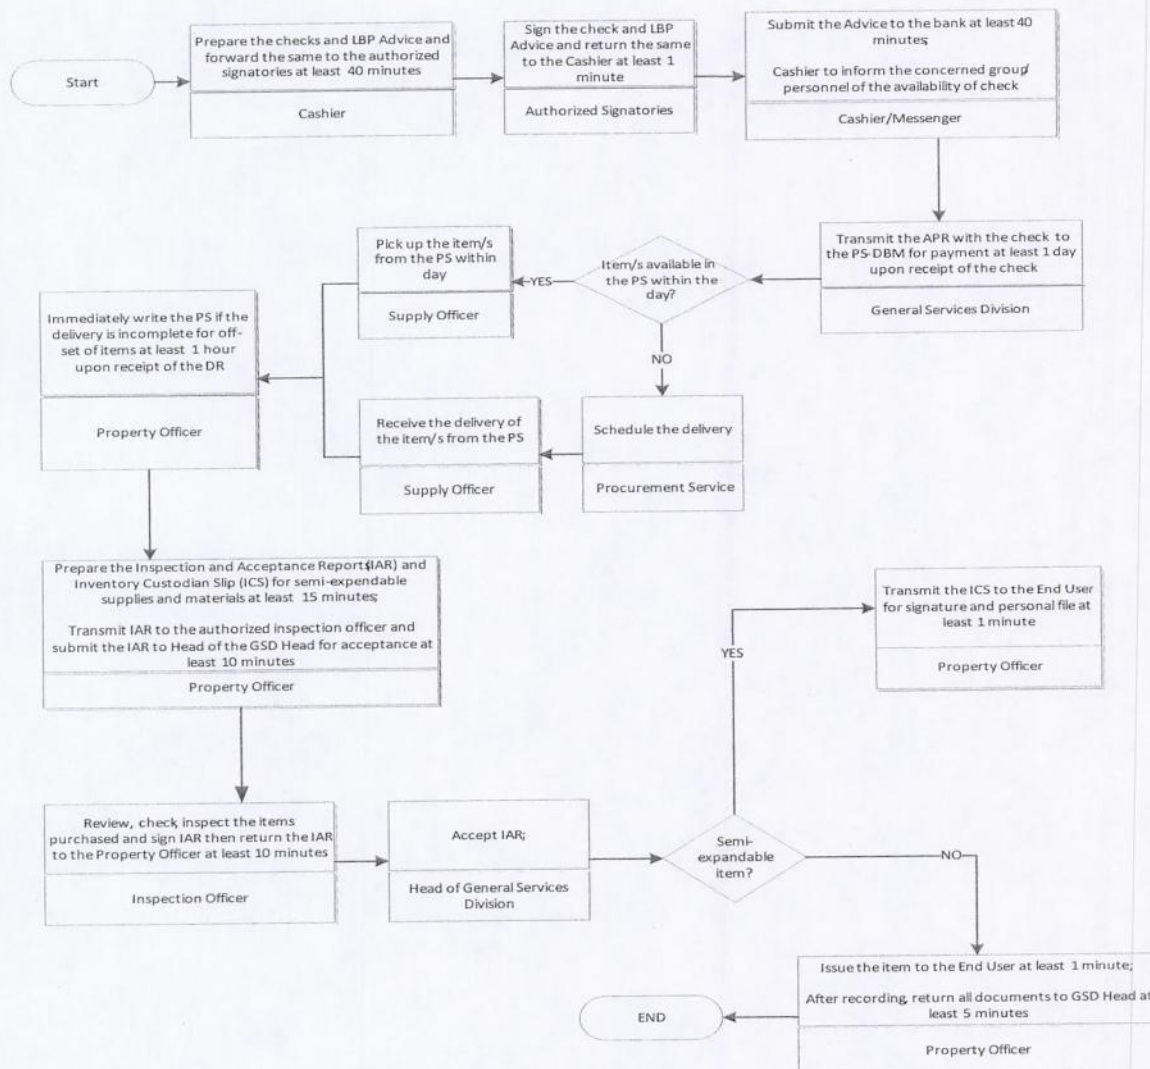 Start
Prepare the checks and LBP Advice and
forward the same to the authorized
signatories at least 40 minutes
Cashier
Sign the check and LBP
Advice and return the same
to the Cashier at least 1
minute
Authorized Signatories
Submit the Advice to the bank at least 40
minutes;
Cashier to inform the concerned group/
personnel of the availability of check
Cashier/Messenger
Transmit the APR with the check to
the PS-DBM for payment at least 1 day
upon receipt of the check
General Services Division
Item/s available in
the PS within the
day?
YES
NO
Pick up the item/s
from the PS within
day
Supply Officer
Schedule the delivery
Procurement Service
Receive the delivery of
the item/s from the PS
Supply Officer
Immediately write the PS if the
delivery is incomplete for off-
set of items at least 1 hour
upon receipt of the DR
Property Officer
Prepare the Inspection and Acceptance Report (IAR) and
Inventory Custodian Slip (ICS) for semi-expendable
supplies and materials at least 15 minutes;
Transmit IAR to the authorized inspection officer and
submit the IAR to Head of the GSD Head for acceptance at
least 10 minutes
Property Officer
Review, check, inspect the items
purchased and sign IAR then return the IAR
to the Property Officer at least 10 minutes
Inspection Officer
Accept IAR;
Head of General Services
Division
Semi-
expandable
item?
YES
NO
Transmit the ICS to the End User
for signature and personal file at
least 1 minute
Property Officer
Issue the item to the End User at least 1 minute;
After recording, return all documents to GSD Head at
least 5 minutes
Property Officer
END